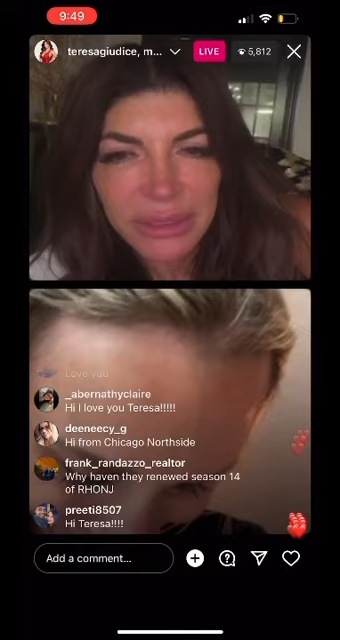 9:49
teresagiudice, m...
LIVE
5,812
Love you
_abernathyclaire
Hi I love you Teresa!!!!!
deeneecy_g
Hi from Chicago Northside
frank_randazzo_realtor
Why haven they renewed season 14
of RHONJ
preeti8507
Hi Teresa!!!!
Add a comment...